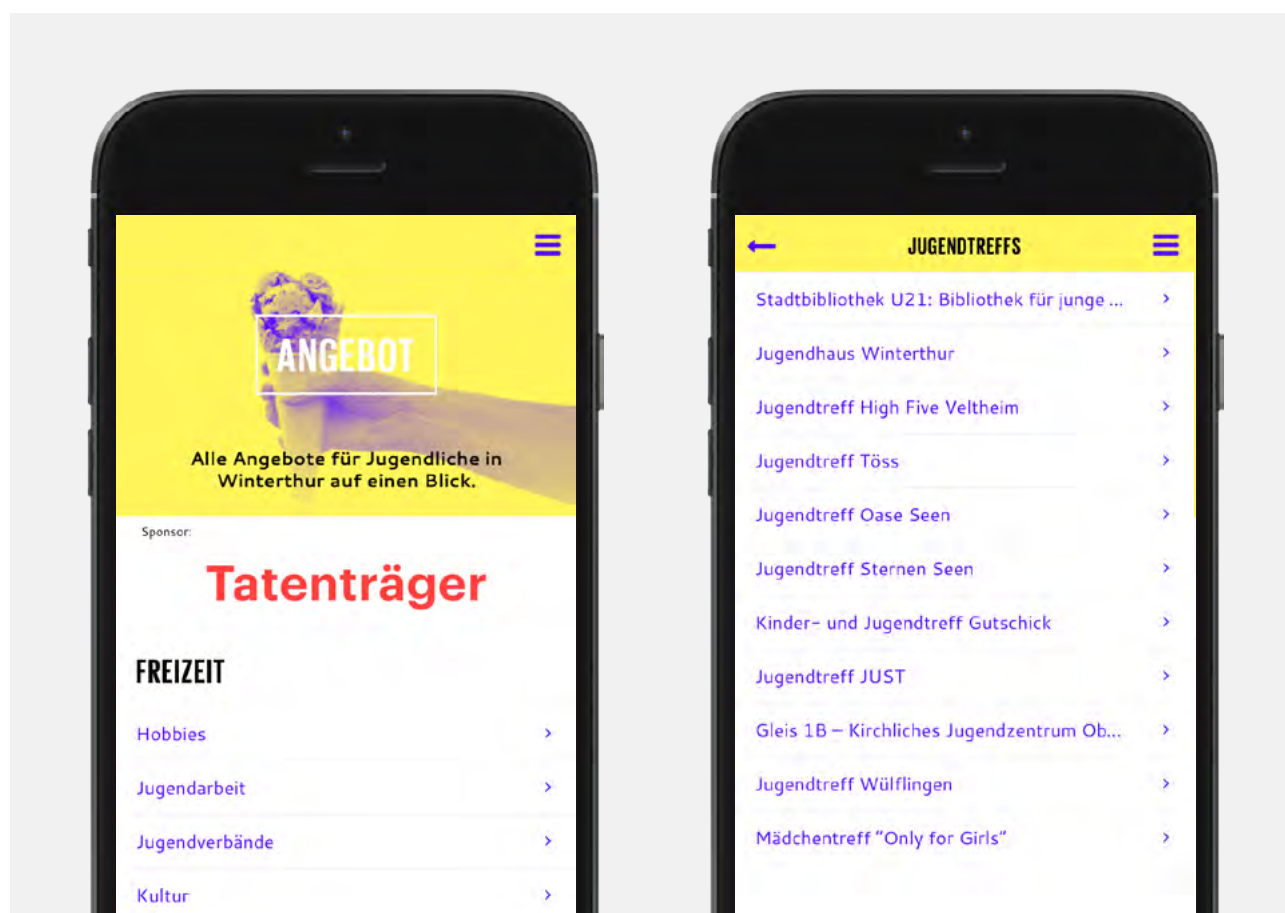 ANGEBOT
Alle Angebote für Jugendliche in
Winterthur auf einen Blick.
Sponsor:
Tatenträger
FREIZEIT
Hobbies
Jugendarbeit
Jugendverbände
Kultur
JUGENDTREFFS
Stadtbibliothek U21: Bibliothek für junge ...
Jugendhaus Winterthur
Jugendtreff High Five Veltheim
Jugendtreff Töss
Jugendtreff Oase Seen
Jugendtreff Sternen Seen
Kinder- und Jugendtreff Gutschick
Jugendtreff JUST
Gleis 1B – Kirchliches Jugendzentrum Ob...
Jugendtreff Wülflingen
Mädchentreff "Only for Girls"